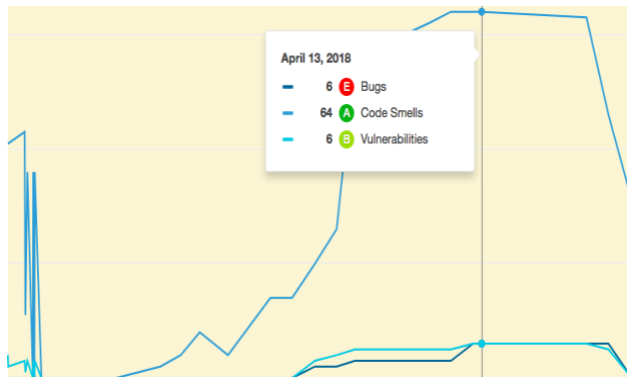 April 13, 2018
6 E Bugs
64 A Code Smells
6 B Vulnerabilities